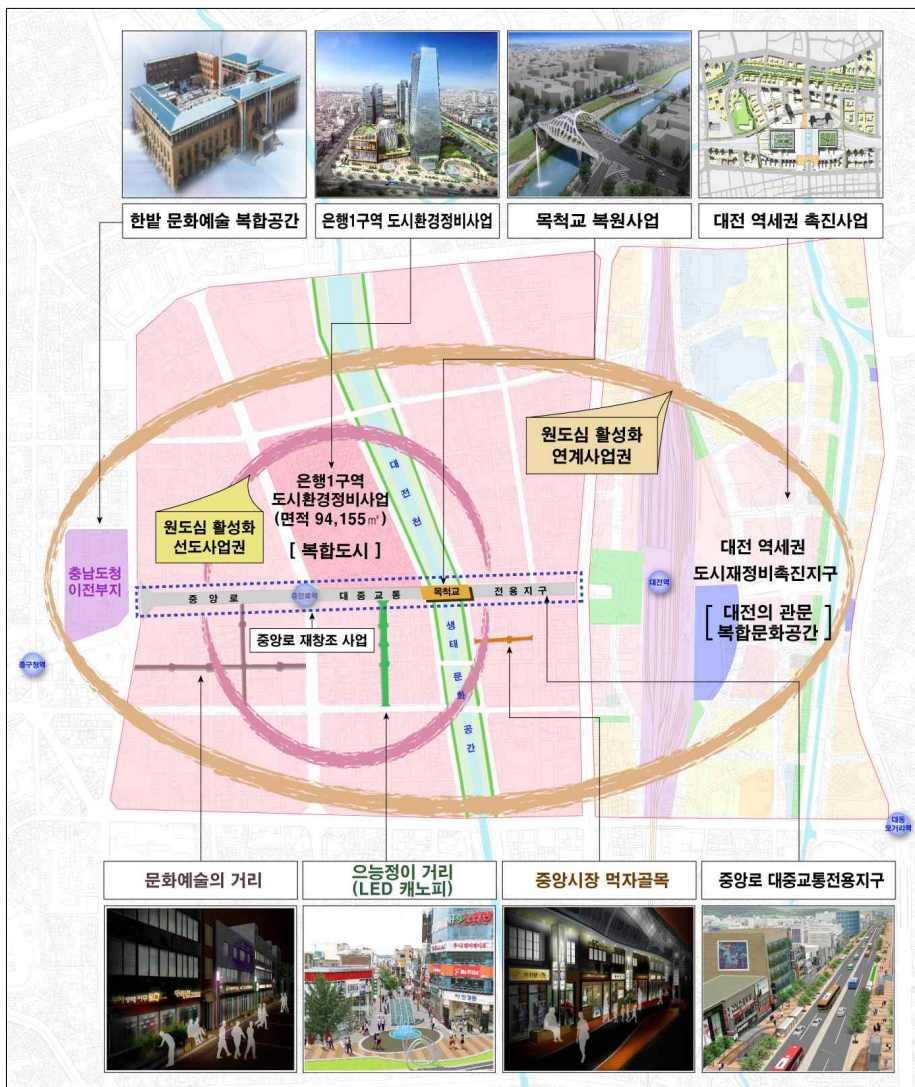 한밭 문화예술 복합공간
은행1구역 도시환경정비사업
목척교 복원사업
대전 역세권 촉진사업
원도심 활성화
연계사업권
대전천
은행1구역
도시환경정비사업
(면적 94,155㎡)
[ 복합도시 ]
원도심 활성화
선도사업권
충남도청
이전부지
대전 역세권
도시재정비촉진지구
[ 대전의 관문
복합문화공간 ]
대전역
중앙로
중앙로역
대중교통
목척교
전용지구
중앙로 재창조 사업
생태문화공간
중구청역
대동
오거리역
문화예술의 거리
으능정이 거리
(LED 캐노피)
중앙시장 먹자골목
중앙로 대중교통전용지구